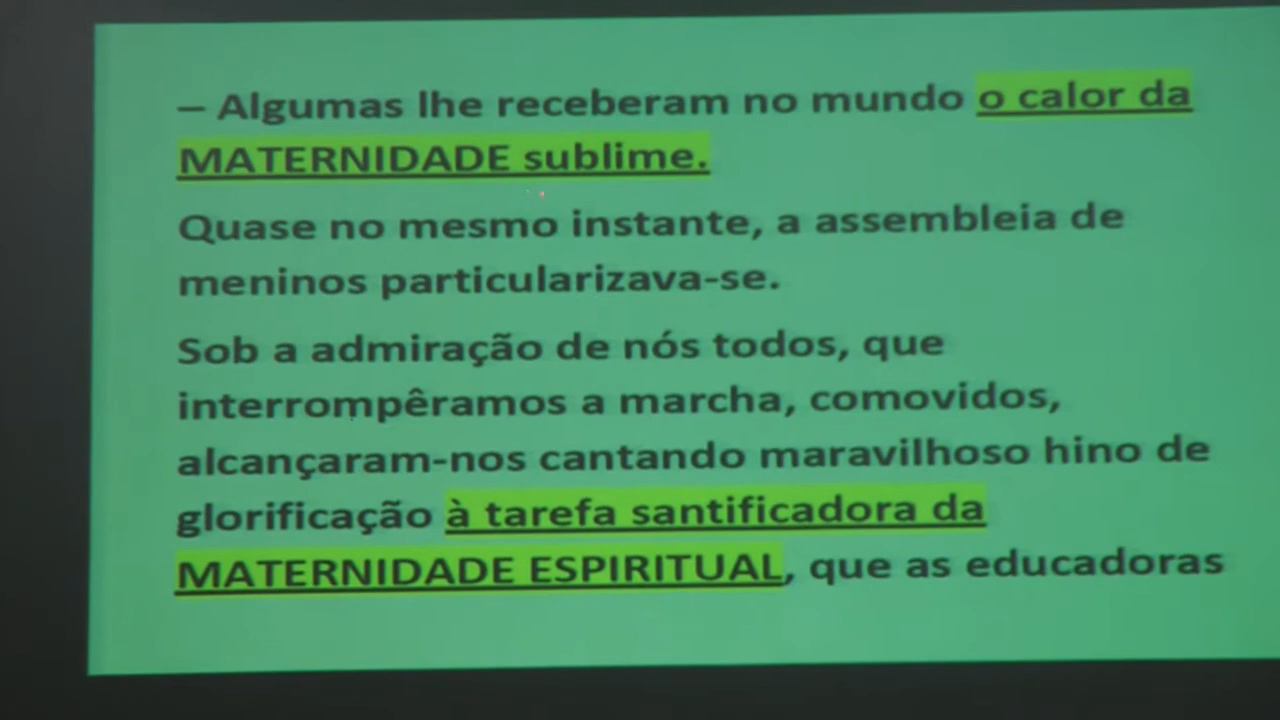 – Algumas lhe receberam no mundo o calor da
MATERNIDADE sublime.
Quase no mesmo instante, a assembleia de
meninos particularizava-se.
Sob a admiração de nós todos, que
interrompêramos a marcha, comovidos,
alcançaram-nos cantando maravilhoso hino de
glorificação à tarefa santificadora da
MATERNIDADE ESPIRITUAL, que as educadoras